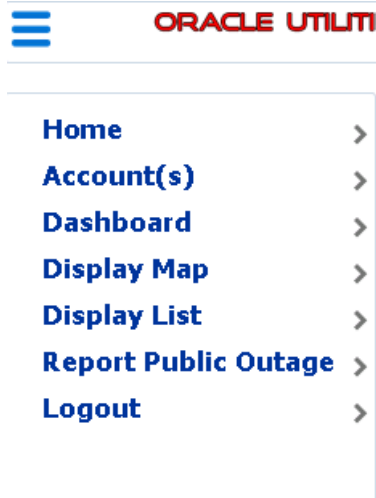 ORACLE UTILITI
Home
Account(s)
Dashboard
Display Map
Display List
Report Public Outage
Logout